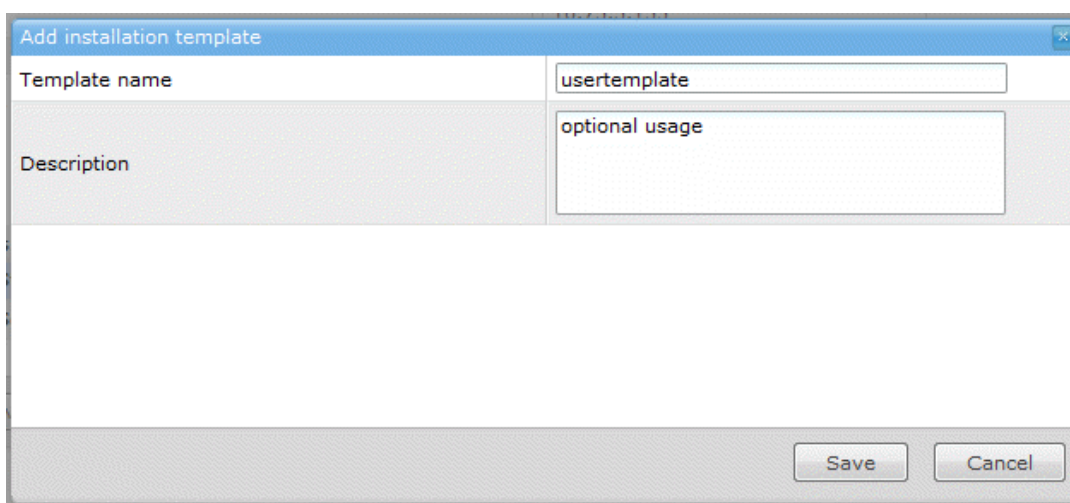 Add installation template
Template name
usertemplate
Description
optional usage
Save
Cancel